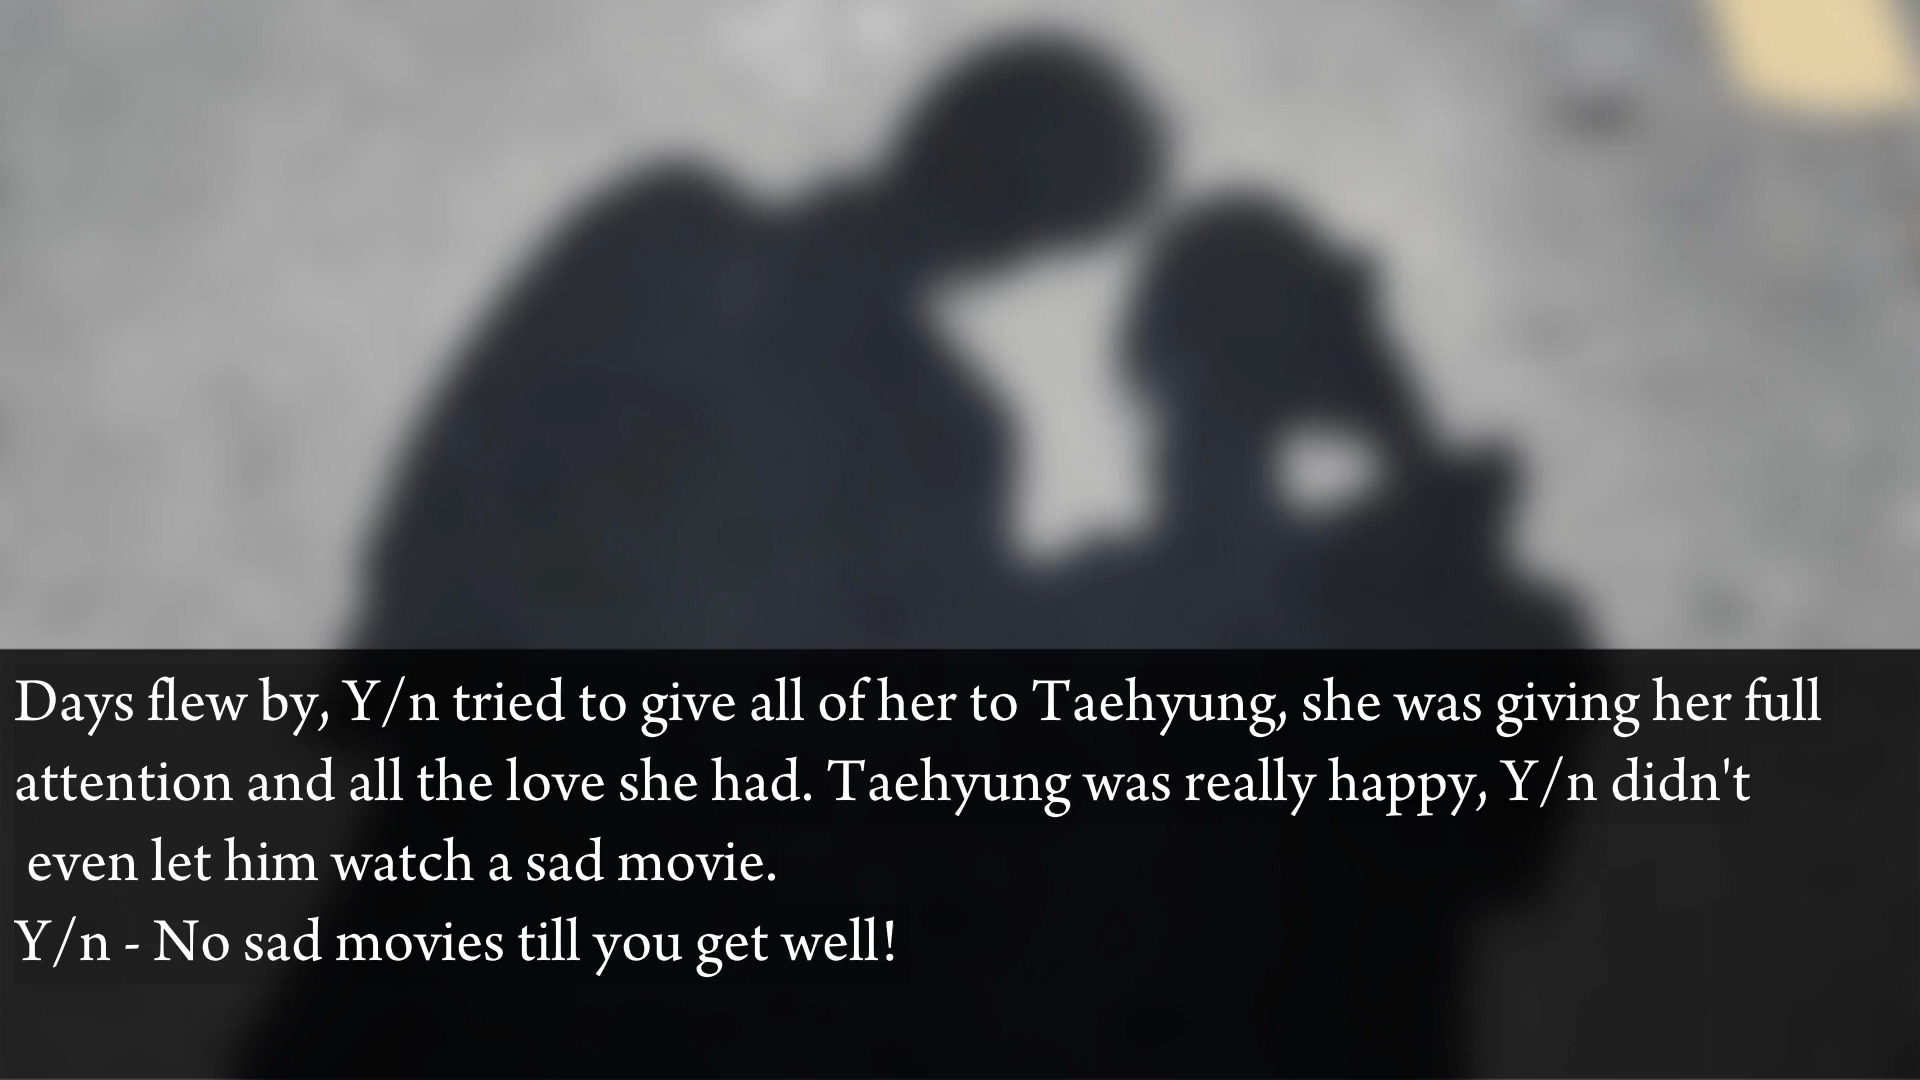 Days flew by, Y/n tried to give all of her to Taehyung, she was giving her full
attention and all the love she had. Taehyung was really happy, Y/n didn't
even let him watch a sad movie.
Y/n - No sad movies till you get well!